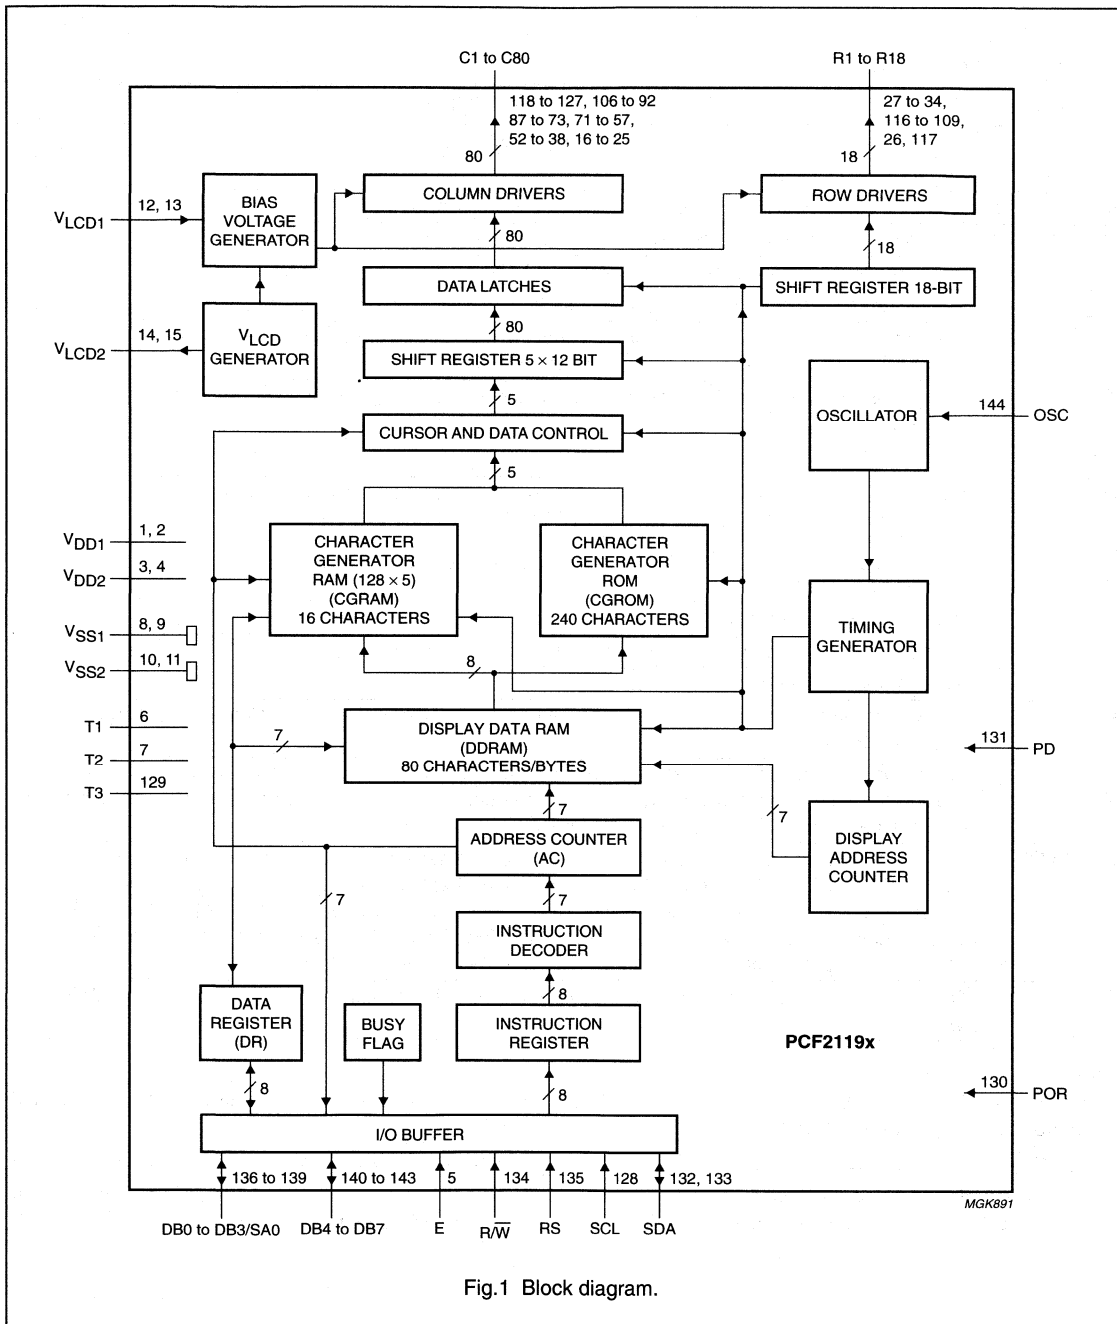 C1 to C80
R1 to R18
118 to 127, 106 to 92
87 to 73, 71 to 57,
52 to 38, 16 to 25
80
27 to 34,
116 to 109,
26, 117
18
BIAS
VOLTAGE
GENERATOR
COLUMN DRIVERS
ROW DRIVERS
VLCD1
12, 13
80
18
DATA LATCHES
SHIFT REGISTER 18-BIT
VLCD2
14, 15
VLCD
GENERATOR
80
SHIFT REGISTER 5 × 12 BIT
5
OSCILLATOR
144
OSC
CURSOR AND DATA CONTROL
5
VDD1
1, 2
VDD2
3, 4
VSS1
8, 9
VSS2
10, 11
CHARACTER
GENERATOR
RAM (128 × 5)
(CGRAM)
16 CHARACTERS
CHARACTER
GENERATOR
ROM
(CGROM)
240 CHARACTERS
TIMING
GENERATOR
8
T1
6
T2
7
T3
129
7
DISPLAY DATA RAM
(DDRAM)
80 CHARACTERS/BYTES
131
PD
7
7
ADDRESS COUNTER
(AC)
DISPLAY
ADDRESS
COUNTER
7
7
INSTRUCTION
DECODER
8
DATA
REGISTER
(DR)
BUSY
FLAG
INSTRUCTION
REGISTER
PCF2119x
8
8
130
POR
I/O BUFFER
136 to 139
140 to 143
5
134
135
128
132, 133
MGK891
DB0 to DB3/SA0
DB4 to DB7
E
R/W̅
RS
SCL
SDA
Fig.1 Block diagram.